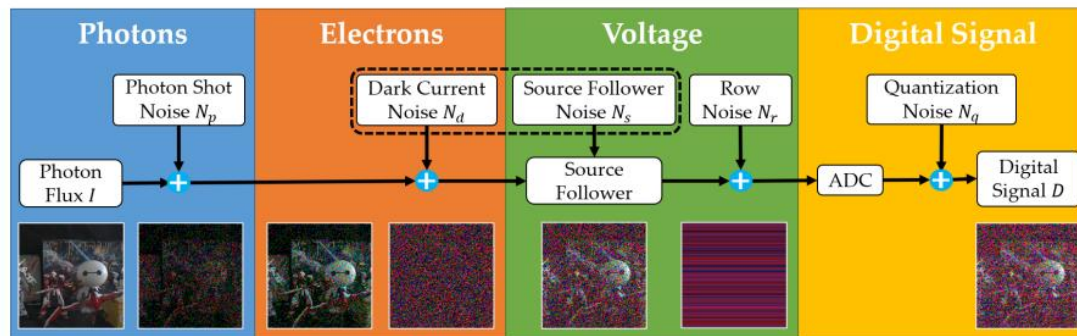 Photons
Electrons
Voltage
Digital Signal
Photon Shot
Noise N_p
Dark Current
Noise N_d
Source Follower
Noise N_s
Row
Noise N_r
Quantization
Noise N_q
Photon
Flux I
Source
Follower
ADC
Digital
Signal D